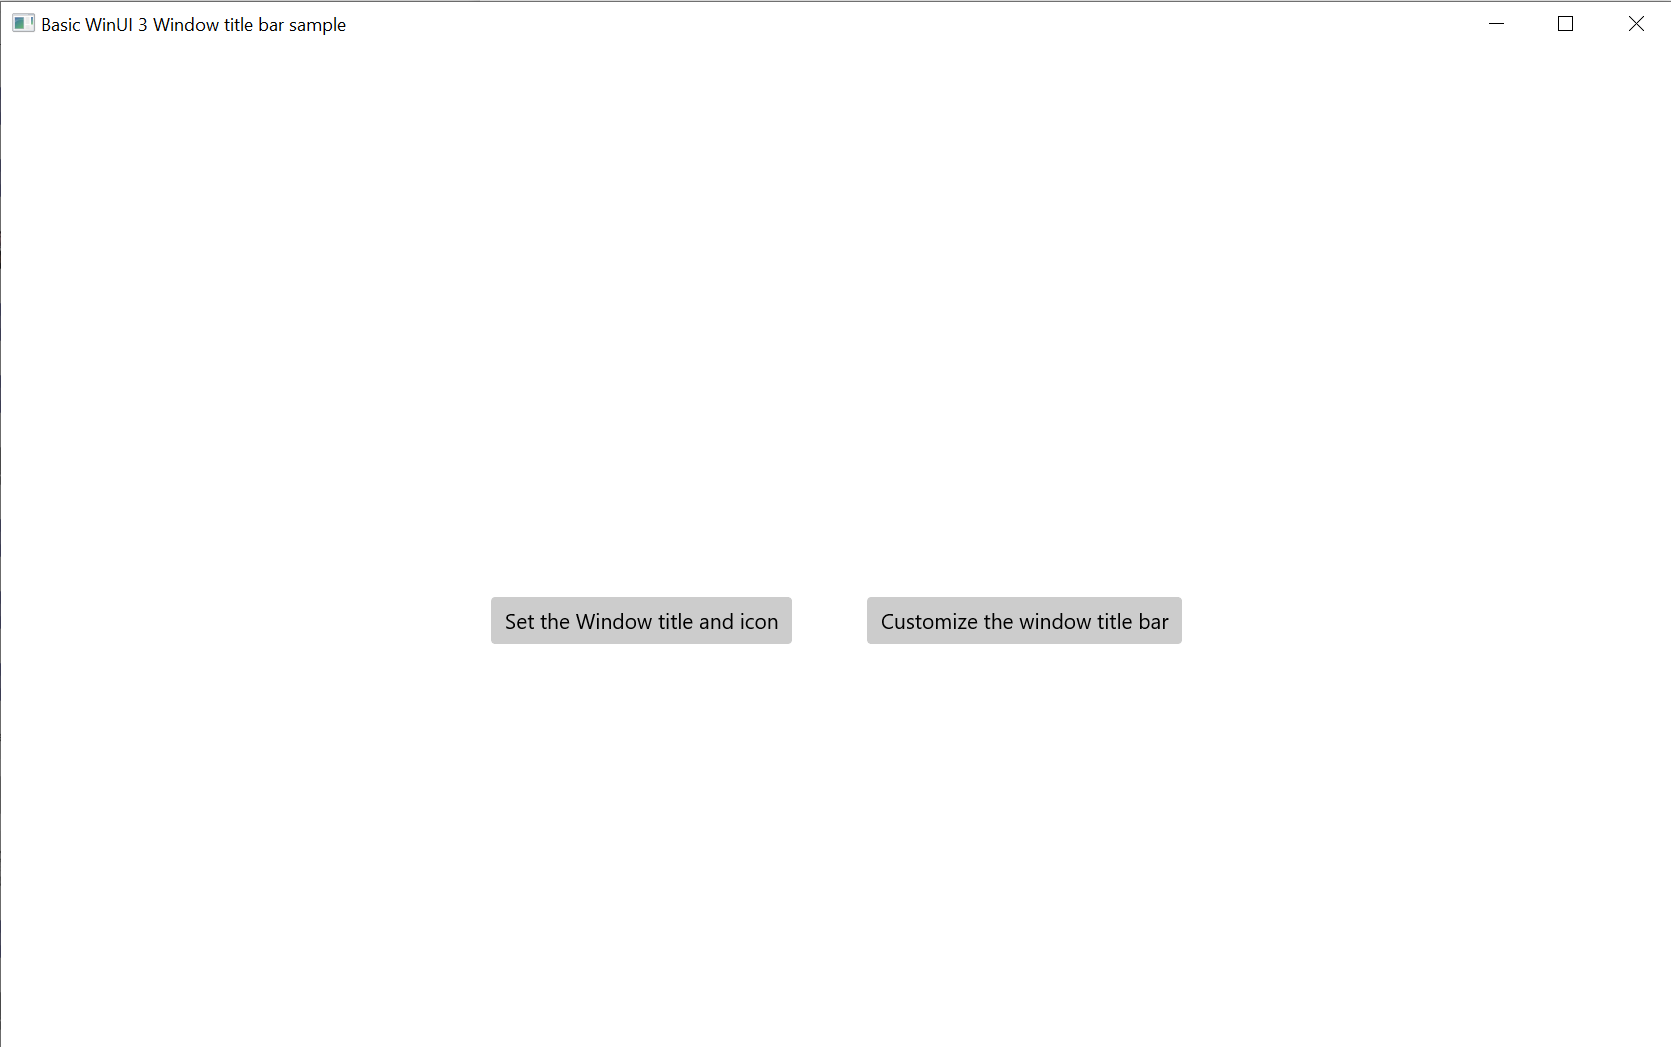 Basic WinUI 3 Window title bar sample
Set the Window title and icon
Customize the window title bar